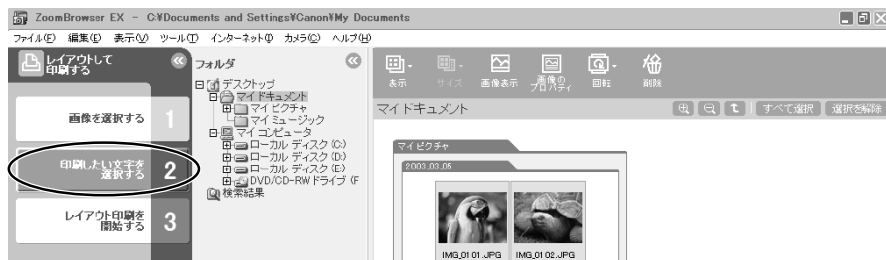 ZoomBrowser EX - C:¥Documents and Settings¥Canon¥My Documents
ファイル(F) 編集(E) 表示(V) ツール(T) インターネット(I) カメラ(C) ヘルプ(H)
レイアウトして
印刷する
画像を選択する 1
印刷したい文字を
選択する 2
レイアウト印刷を
開始する 3
フォルダ
デスクトップ
マイ ドキュメント
マイ ピクチャ
マイ ミュージック
マイ コンピュータ
ローカル ディスク (C:)
ローカル ディスク (D:)
ローカル ディスク (E:)
DVD/CD-RW ドライブ (F
検索結果
表示 サイズ 画像表示 画像の
プロパティ 回転 削除
マイ ドキュメント すべて選択 選択を解除
マイ ピクチャ
2003_03_05
IMG_0101.JPG IMG_0102.JPG